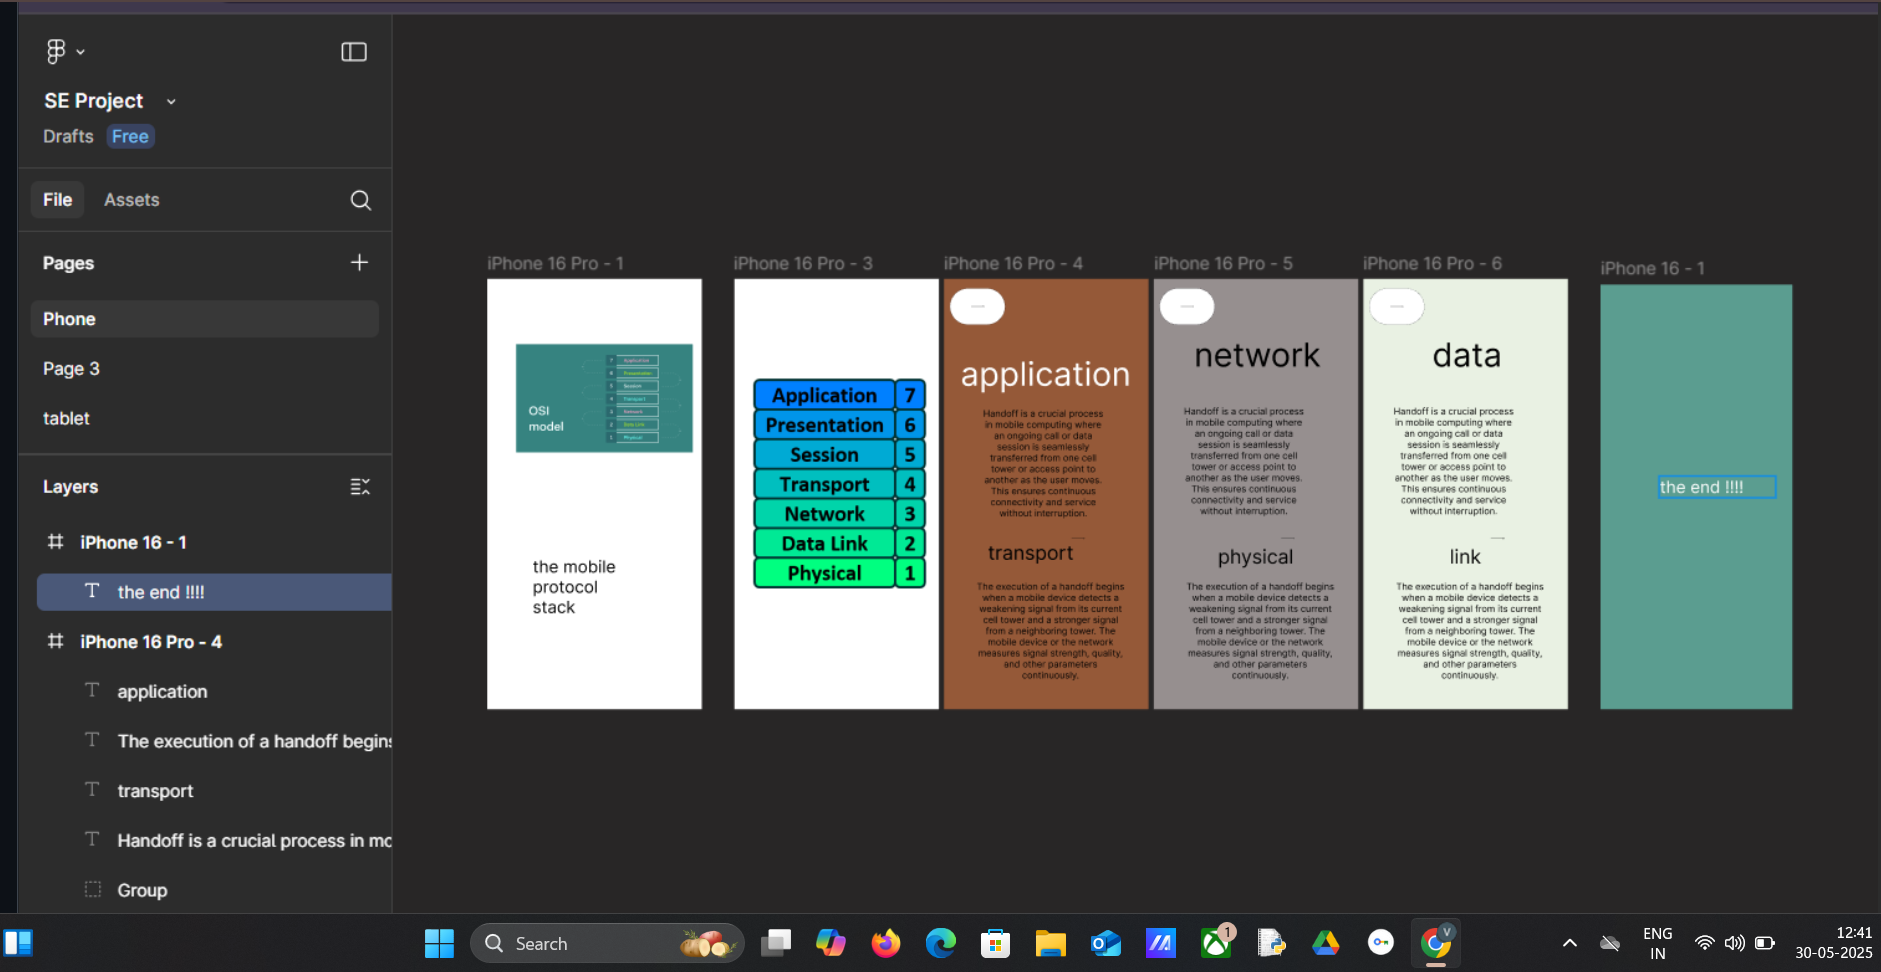 SE Project
Drafts Free
File Assets
Pages
Phone
Page 3
tablet
Layers
iPhone 16 - 1
the end !!!!
iPhone 16 Pro - 4
application
The execution of a handoff begins
transport
Handoff is a crucial process in mo
Group
iPhone 16 Pro - 1
OSI
model
7 Application
6 Presentation
5 Session
4 Transport
3 Network
2 Data Link
1 Physical
the mobile
protocol
stack
iPhone 16 Pro - 3
Application 7
Presentation 6
Session 5
Transport 4
Network 3
Data Link 2
Physical 1
iPhone 16 Pro - 4
application
Handoff is a crucial process
in mobile computing where
an ongoing call or data
session is seamlessly
transferred from one cell
tower or access point to
another as the user moves.
This ensures continuous
connectivity and service
without interruption.
transport
The execution of a handoff begins
when a mobile device detects a
weakening signal from its current
cell tower and a stronger signal
from a neighboring tower. The
mobile device or the network
measures signal strength, quality,
and other parameters
continuously.
iPhone 16 Pro - 5
network
Handoff is a crucial process
in mobile computing where
an ongoing call or data
session is seamlessly
transferred from one cell
tower or access point to
another as the user moves.
This ensures continuous
connectivity and service
without interruption.
physical
The execution of a handoff begins
when a mobile device detects a
weakening signal from its current
cell tower and a stronger signal
from a neighboring tower. The
mobile device or the network
measures signal strength, quality,
and other parameters
continuously.
iPhone 16 Pro - 6
data
Handoff is a crucial process
in mobile computing where
an ongoing call or data
session is seamlessly
transferred from one cell
tower or access point to
another as the user moves.
This ensures continuous
connectivity and service
without interruption.
link
The execution of a handoff begins
when a mobile device detects a
weakening signal from its current
cell tower and a stronger signal
from a neighboring tower. The
mobile device or the network
measures signal strength, quality,
and other parameters
continuously.
iPhone 16 - 1
the end !!!!
Search
1
V
ENG
IN
12:41
30-05-2025